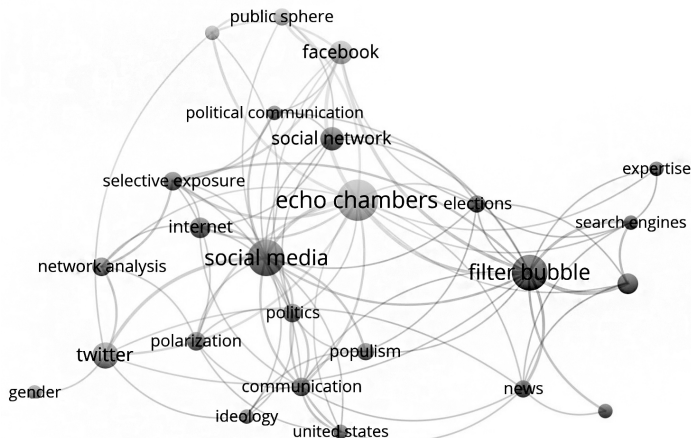 public sphere
facebook
political communication
social network
expertise
selective exposure
echo chambers
elections
internet
search engines
social media
network analysis
filter bubble
politics
polarization
populism
twitter
communication
news
gender
ideology
united states